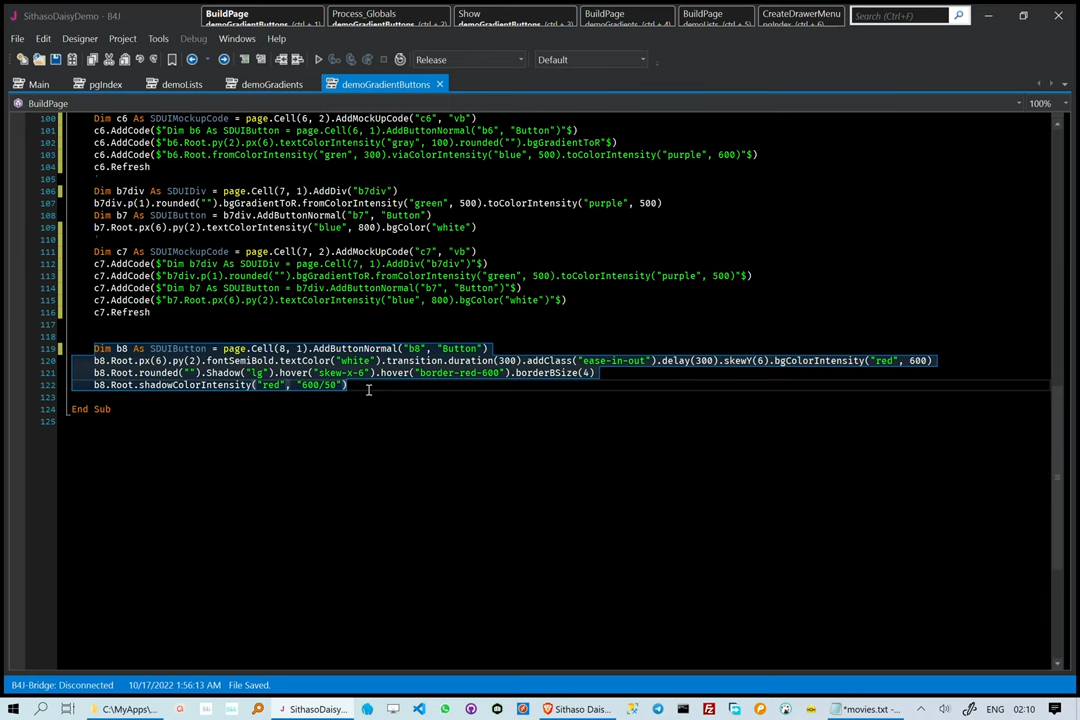 SithasoDaisyDemo - B4J
BuildPage
demoGradientButtons (ctrl + 1)
Process_Globals
demoGradientButtons (ctrl + 2)
Show
demoGradientButtons (ctrl + 3)
BuildPage
demoGradients (ctrl + 4)
BuildPage
demoLists (ctrl + 5)
CreateDrawerMenu
pgIndex (ctrl + 6)
Search (Ctrl+F)
File Edit Designer Project Tools Debug Windows Help
Release
Default
Main
pgIndex
demoLists
demoGradients
demoGradientButtons
BuildPage
100%
100 Dim c6 As SDUIMockupCode = page.Cell(6, 2).AddMockUpCode("c6", "vb")
101 c6.AddCode($"Dim b6 As SDUIButton = page.Cell(6, 1).AddButtonNormal("b6", "Button")"$)
102 c6.AddCode($"b6.Root.py(2).px(6).textColorIntensity("gray", 100).rounded("").bgGradientToR"$)
103 c6.AddCode($"b6.Root.fromColorIntensity("gren", 300).viaColorIntensity("blue", 500).toColorIntensity("purple", 600)"$)
104 c6.Refresh
105 '
106 Dim b7div As SDUIDiv = page.Cell(7, 1).AddDiv("b7div")
107 b7div.p(1).rounded("").bgGradientToR.fromColorIntensity("green", 500).toColorIntensity("purple", 500)
108 Dim b7 As SDUIButton = b7div.AddButtonNormal("b7", "Button")
109 b7.Root.px(6).py(2).textColorIntensity("blue", 800).bgColor("white")
110 '
111 Dim c7 As SDUIMockupCode = page.Cell(7, 2).AddMockUpCode("c7", "vb")
112 c7.AddCode($"Dim b7div As SDUIDiv = page.Cell(7, 1).AddDiv("b7div")"$)
113 c7.AddCode($"b7div.p(1).rounded("").bgGradientToR.fromColorIntensity("green", 500).toColorIntensity("purple", 500)"$)
114 c7.AddCode($"Dim b7 As SDUIButton = b7div.AddButtonNormal("b7", "Button")"$)
115 c7.AddCode($"b7.Root.px(6).py(2).textColorIntensity("blue", 800).bgColor("white")"$)
116 c7.Refresh
117
118
119 Dim b8 As SDUIButton = page.Cell(8, 1).AddButtonNormal("b8", "Button")
120 b8.Root.px(6).py(2).fontSemiBold.textColor("white").transition.duration(300).addClass("ease-in-out").delay(300).skewY(6).bgColorIntensity("red", 600)
121 b8.Root.rounded("").Shadow("lg").hover("skew-x-6").hover("border-red-600").borderBSize(4)
122 b8.Root.shadowColorIntensity("red", "600/50")
123
124 End Sub
125
B4J-Bridge: Disconnected 10/17/2022 1:56:13 AM File Saved.
C:\MyApps\...
SithasoDaisy...
Sithaso Dais...
*movies.txt -...
ENG
02:10